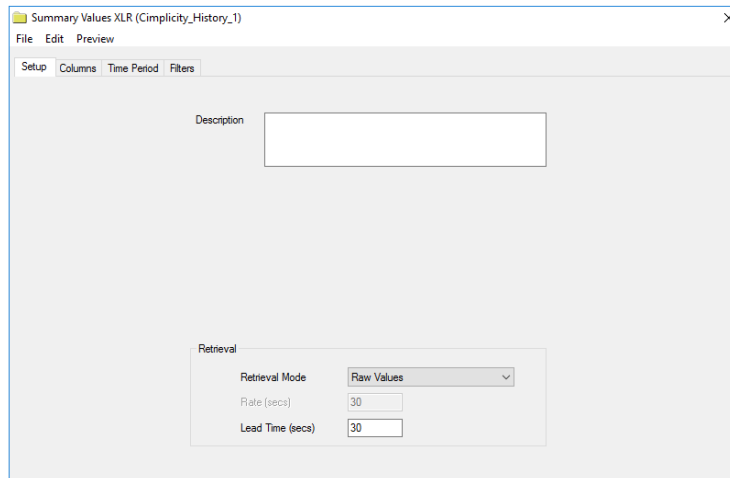 Summary Values XLR (Cimplicity_History_1)
File Edit Preview
Setup Columns Time Period Filters
Description
Retrieval
Retrieval Mode Raw Values
Rate (secs) 30
Lead Time (secs) 30